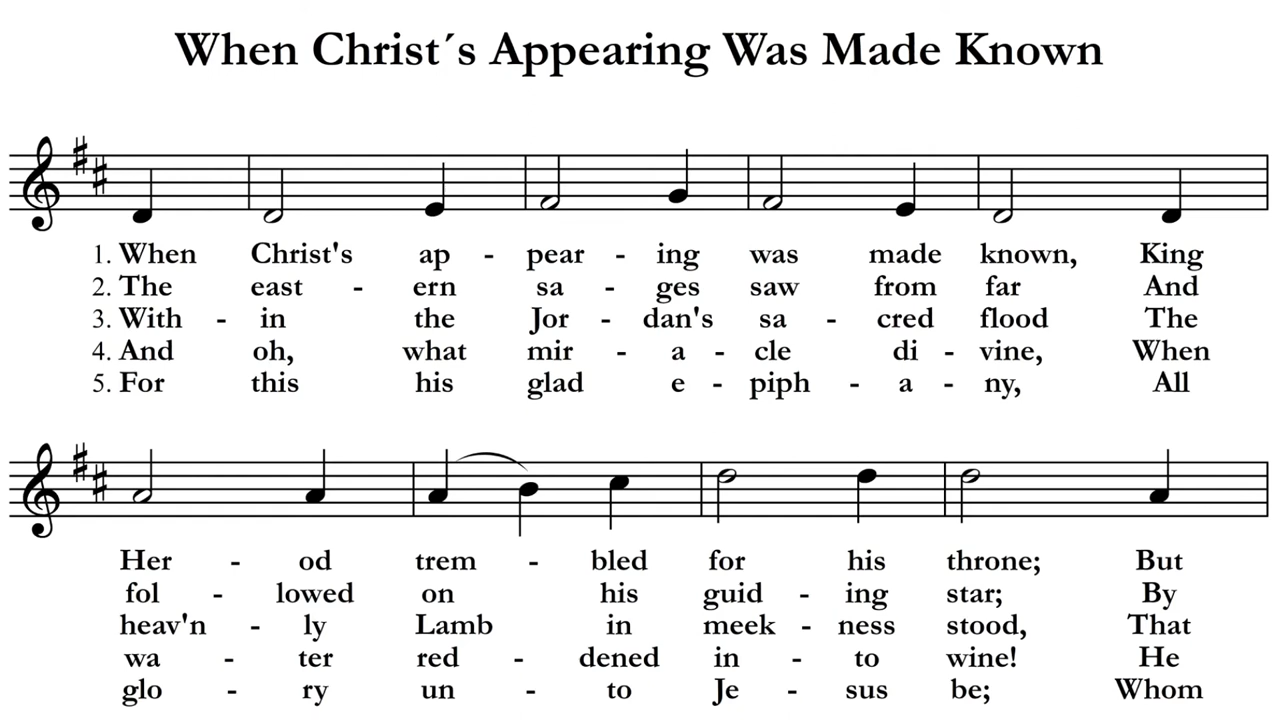 When Christ´s Appearing Was Made Known
1. When Christ's ap - pear - ing was made known, King
2. The east - ern sa - ges saw from far And
3. With - in the Jor - dan's sa - cred flood The
4. And oh, what mir - a - cle di - vine, When
5. For this his glad e - piph - a - ny, All
Her - od trem - bled for his throne; But
fol - lowed on his guid - ing star; By
heav'n - ly Lamb in meek - ness stood, That
wa - ter red - dened in - to wine! He
glo - ry un - to Je - sus be; Whom